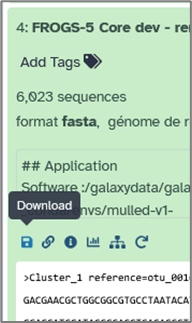 4: FROGS-5 Core dev - re
Add Tags
6,023 sequences
format fasta, génome de r
## Application
Software :/galaxydata/gala
Download
envs/mulled-v1-
>Cluster_1 reference=otu_001
GACGAACGCTGGCGGCGTGCCTAATACA